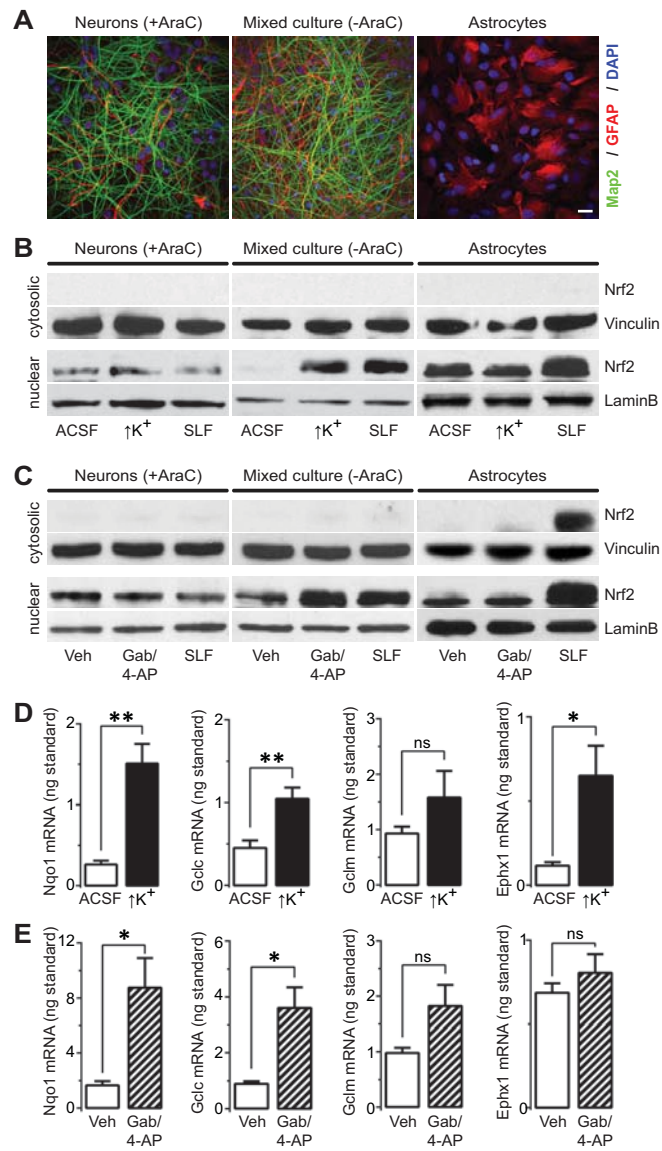 A
Neurons (+AraC) Mixed culture (-AraC) Astrocytes
Map2 / GFAP / DAPI
B
Neurons (+AraC) Mixed culture (-AraC) Astrocytes
cytosolic
Nrf2
Vinculin
nuclear
Nrf2
LaminB
ACSF ↑K⁺ SLF ACSF ↑K⁺ SLF ACSF ↑K⁺ SLF
C
Neurons (+AraC) Mixed culture (-AraC) Astrocytes
cytosolic
Nrf2
Vinculin
nuclear
Nrf2
LaminB
Veh Gab/ SLF Veh Gab/ SLF Veh Gab/ SLF
4-AP 4-AP 4-AP
D
Nqo1 mRNA (ng standard)
2
1
0
**
ACSF ↑K⁺
Gclc mRNA (ng standard)
2
1
0
**
ACSF ↑K⁺
Gclm mRNA (ng standard)
3
2
1
0
ns
ACSF ↑K⁺
Ephx1 mRNA (ng standard)
1
0
*
ACSF ↑K⁺
E
Nqo1 mRNA (ng standard)
12
8
4
0
*
Veh Gab/
4-AP
Gclc mRNA (ng standard)
6
4
2
0
*
Veh Gab/
4-AP
Gclm mRNA (ng standard)
3
2
1
0
ns
Veh Gab/
4-AP
Ephx1 mRNA (ng standard)
1
0
ns
Veh Gab/
4-AP